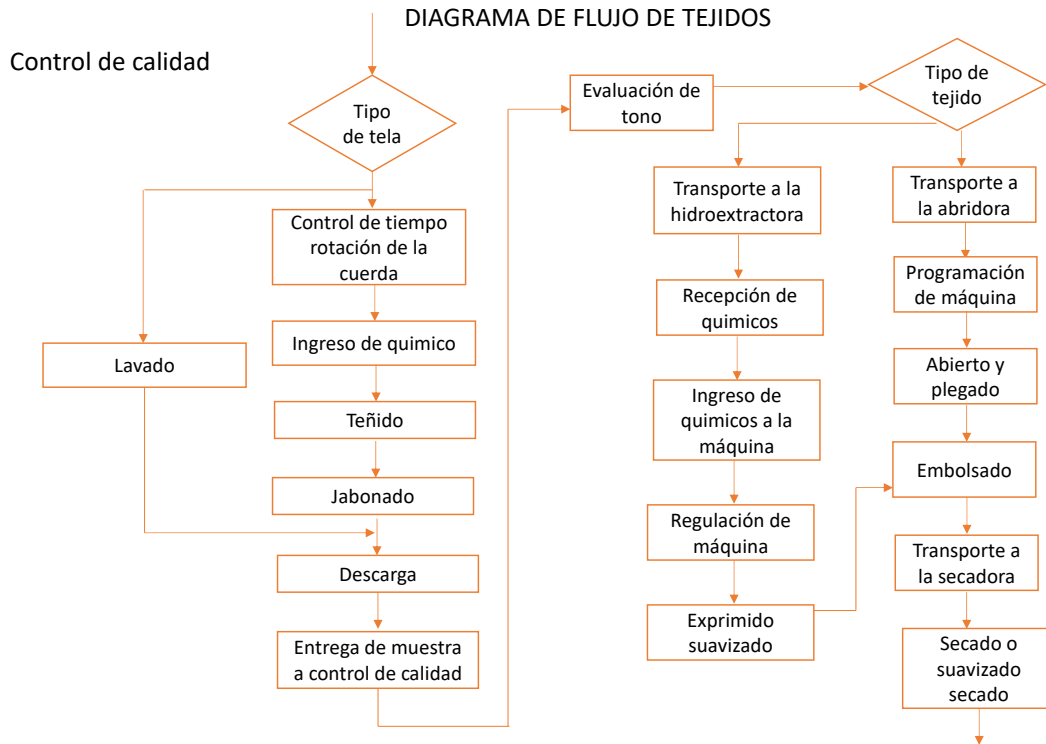 DIAGRAMA DE FLUJO DE TEJIDOS
Control de calidad
Tipo
de tela
Control de tiempo
rotación de la
cuerda
Ingreso de quimico
Lavado
Teñido
Jabonado
Descarga
Entrega de muestra
a control de calidad
Evaluación de
tono
Tipo de
tejido
Transporte a la
hidroextractora
Recepción de
quimicos
Ingreso de
quimicos a la
máquina
Regulación de
máquina
Exprimido
suavizado
Transporte a
la abridora
Programación
de máquina
Abierto y
plegado
Embolsado
Transporte a
la secadora
Secado o
suavizado
secado